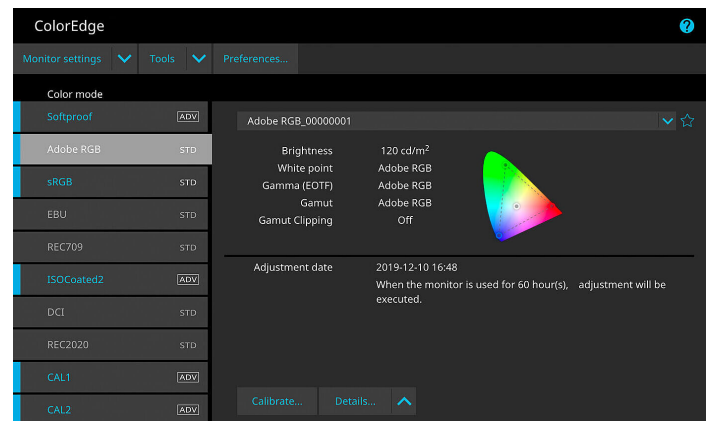 ColorEdge
?
Monitor settings Tools Preferences...
Color mode
Softproof ADV
Adobe RGB STD
sRGB STD
EBU STD
REC709 STD
ISOCoated2 ADV
DCI STD
REC2020 STD
CAL1 ADV
CAL2 ADV
Adobe RGB_00000001
Brightness 120 cd/m²
White point Adobe RGB
Gamma (EOTF) Adobe RGB
Gamut Adobe RGB
Gamut Clipping Off
Adjustment date 2019-12-10 16:48
When the monitor is used for 60 hour(s), adjustment will be
executed.
Calibrate... Details...